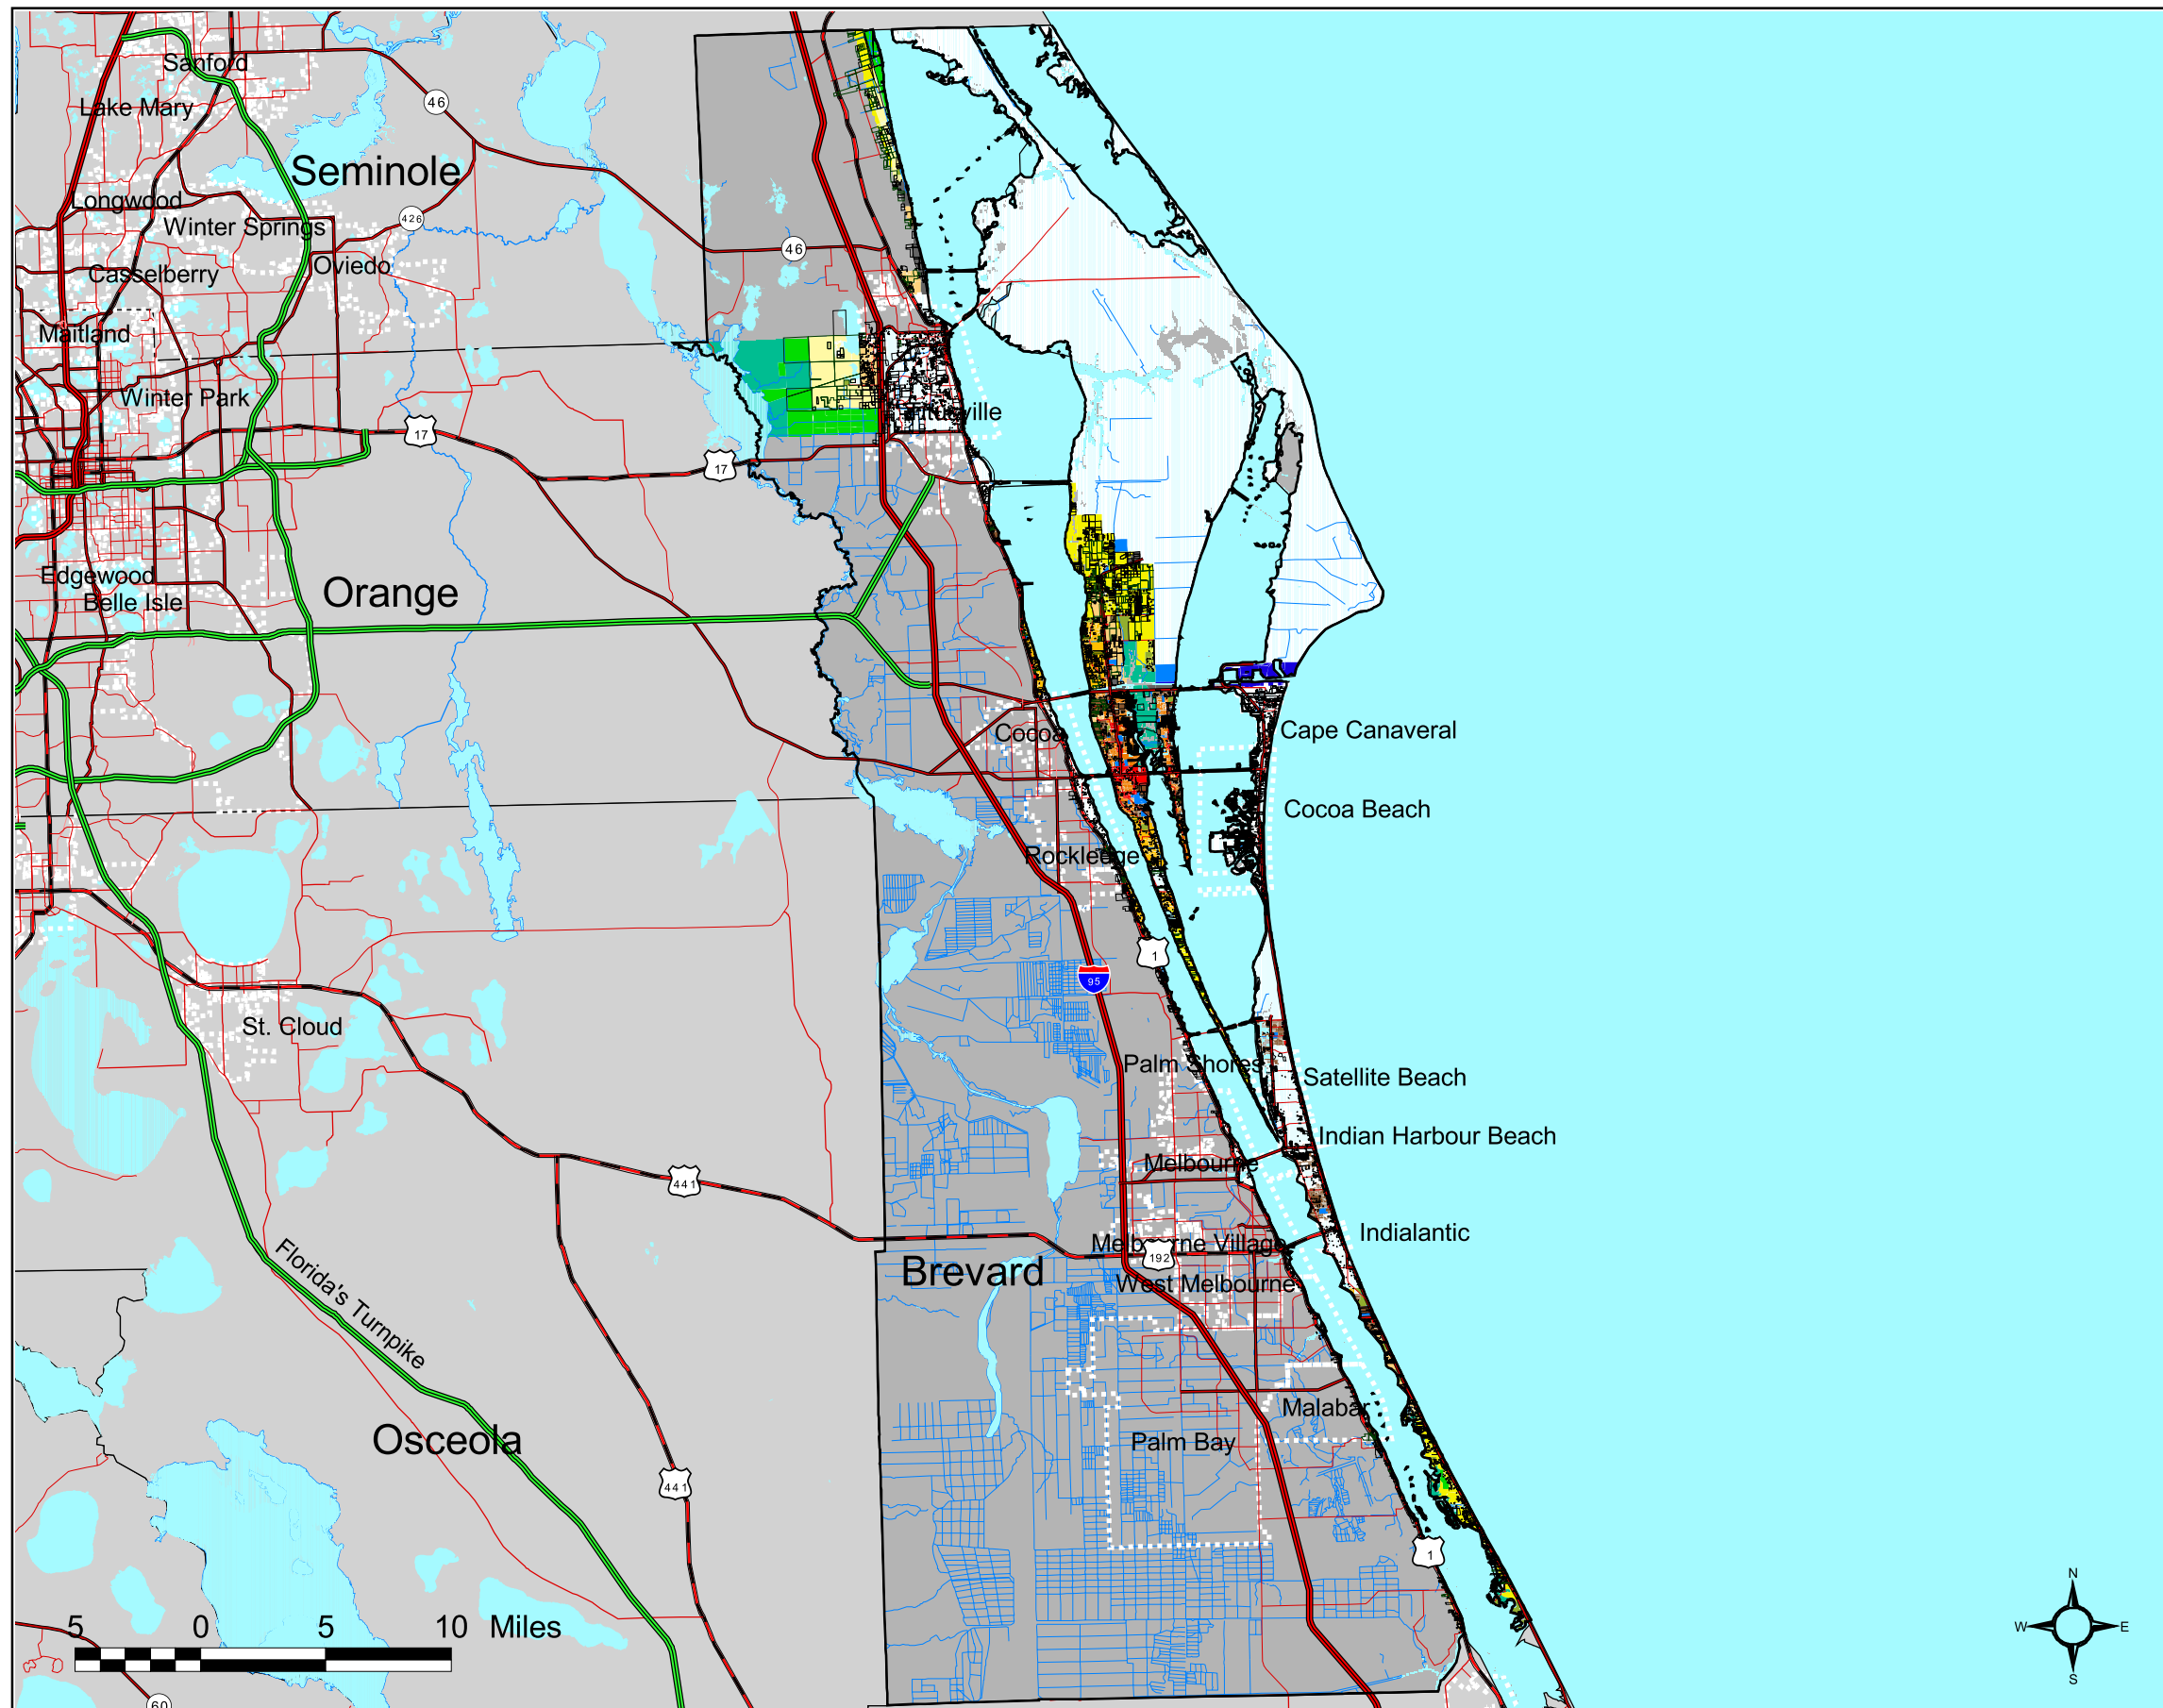 Sanford
Lake Mary
46
Seminole
Longwood
426
Winter Springs
46
Oviedo
Casselberry
Maitland
Winter Park
Titusville
17
17
Edgewood
Orange
Belle Isle
Cape Canaveral
Cocoa
Cocoa Beach
Rockledge
1
95
St. Cloud
Palm Shores
Satellite Beach
Indian Harbour Beach
Melbourne
441
Indialantic
Melbourne Village
192
Brevard
West Melbourne
Florida's Turnpike
Malabar
Osceola
Palm Bay
441
1
N
W
E
S
5 0 5 10 Miles
60